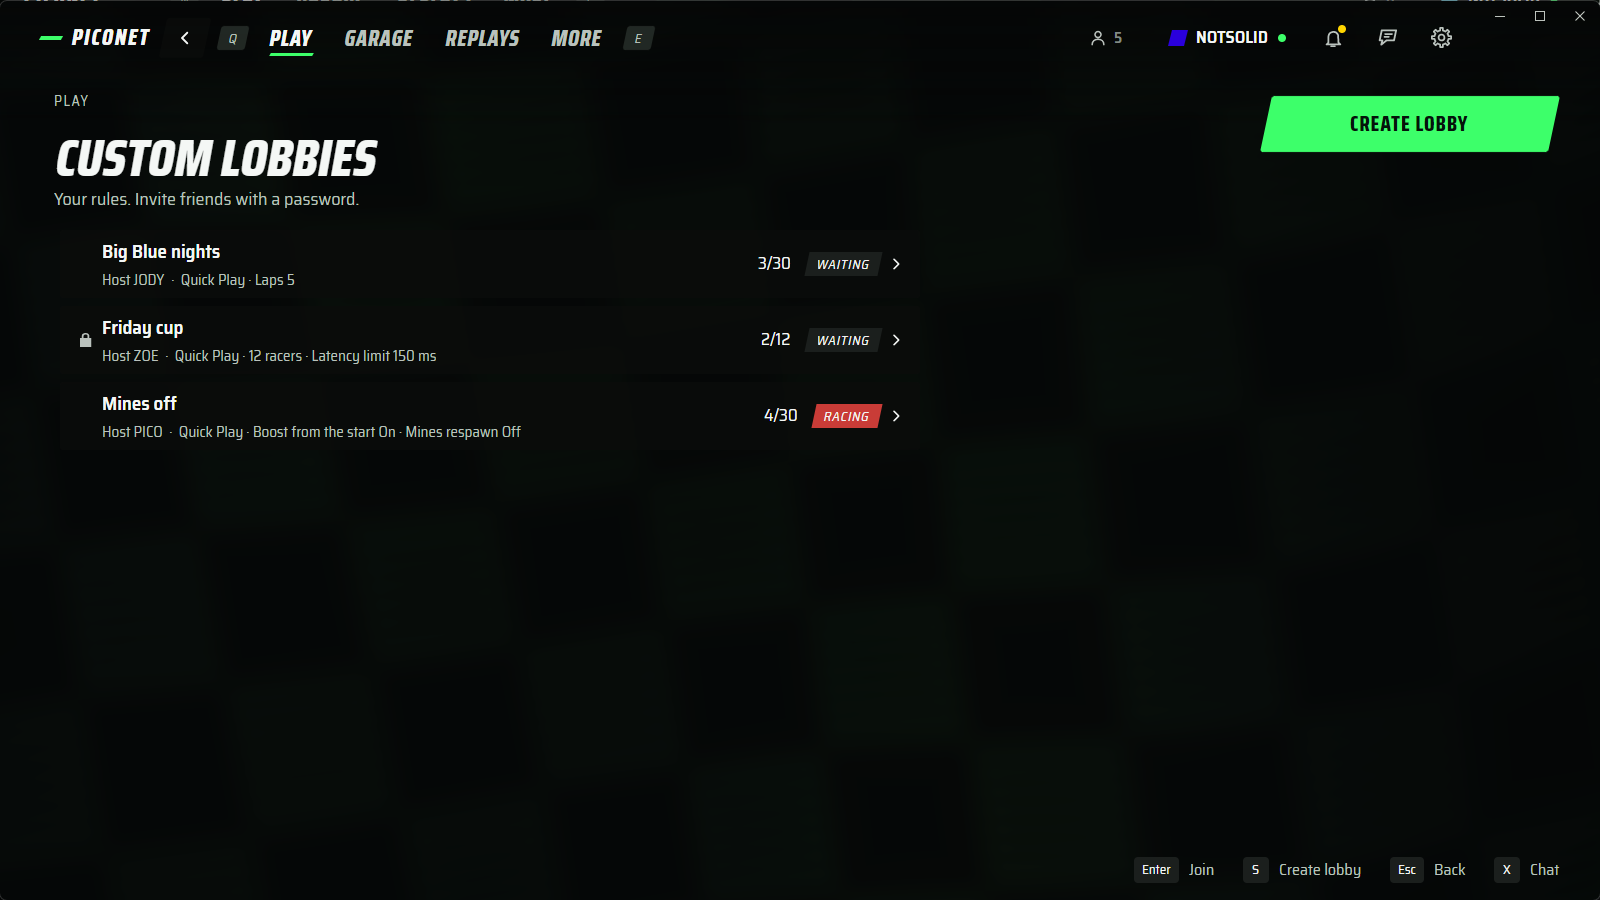 PICONET
Q
PLAY
GARAGE
REPLAYS
MORE
E
5
NOTSOLID
PLAY
CREATE LOBBY
CUSTOM LOBBIES
Your rules. Invite friends with a password.
Big Blue nights
Host JODY · Quick Play · Laps 5
3/30
WAITING
Friday cup
Host ZOE · Quick Play · 12 racers · Latency limit 150 ms
2/12
WAITING
Mines off
Host PICO · Quick Play · Boost from the start On · Mines respawn Off
4/30
RACING
Enter Join
S Create lobby
Esc Back
X Chat